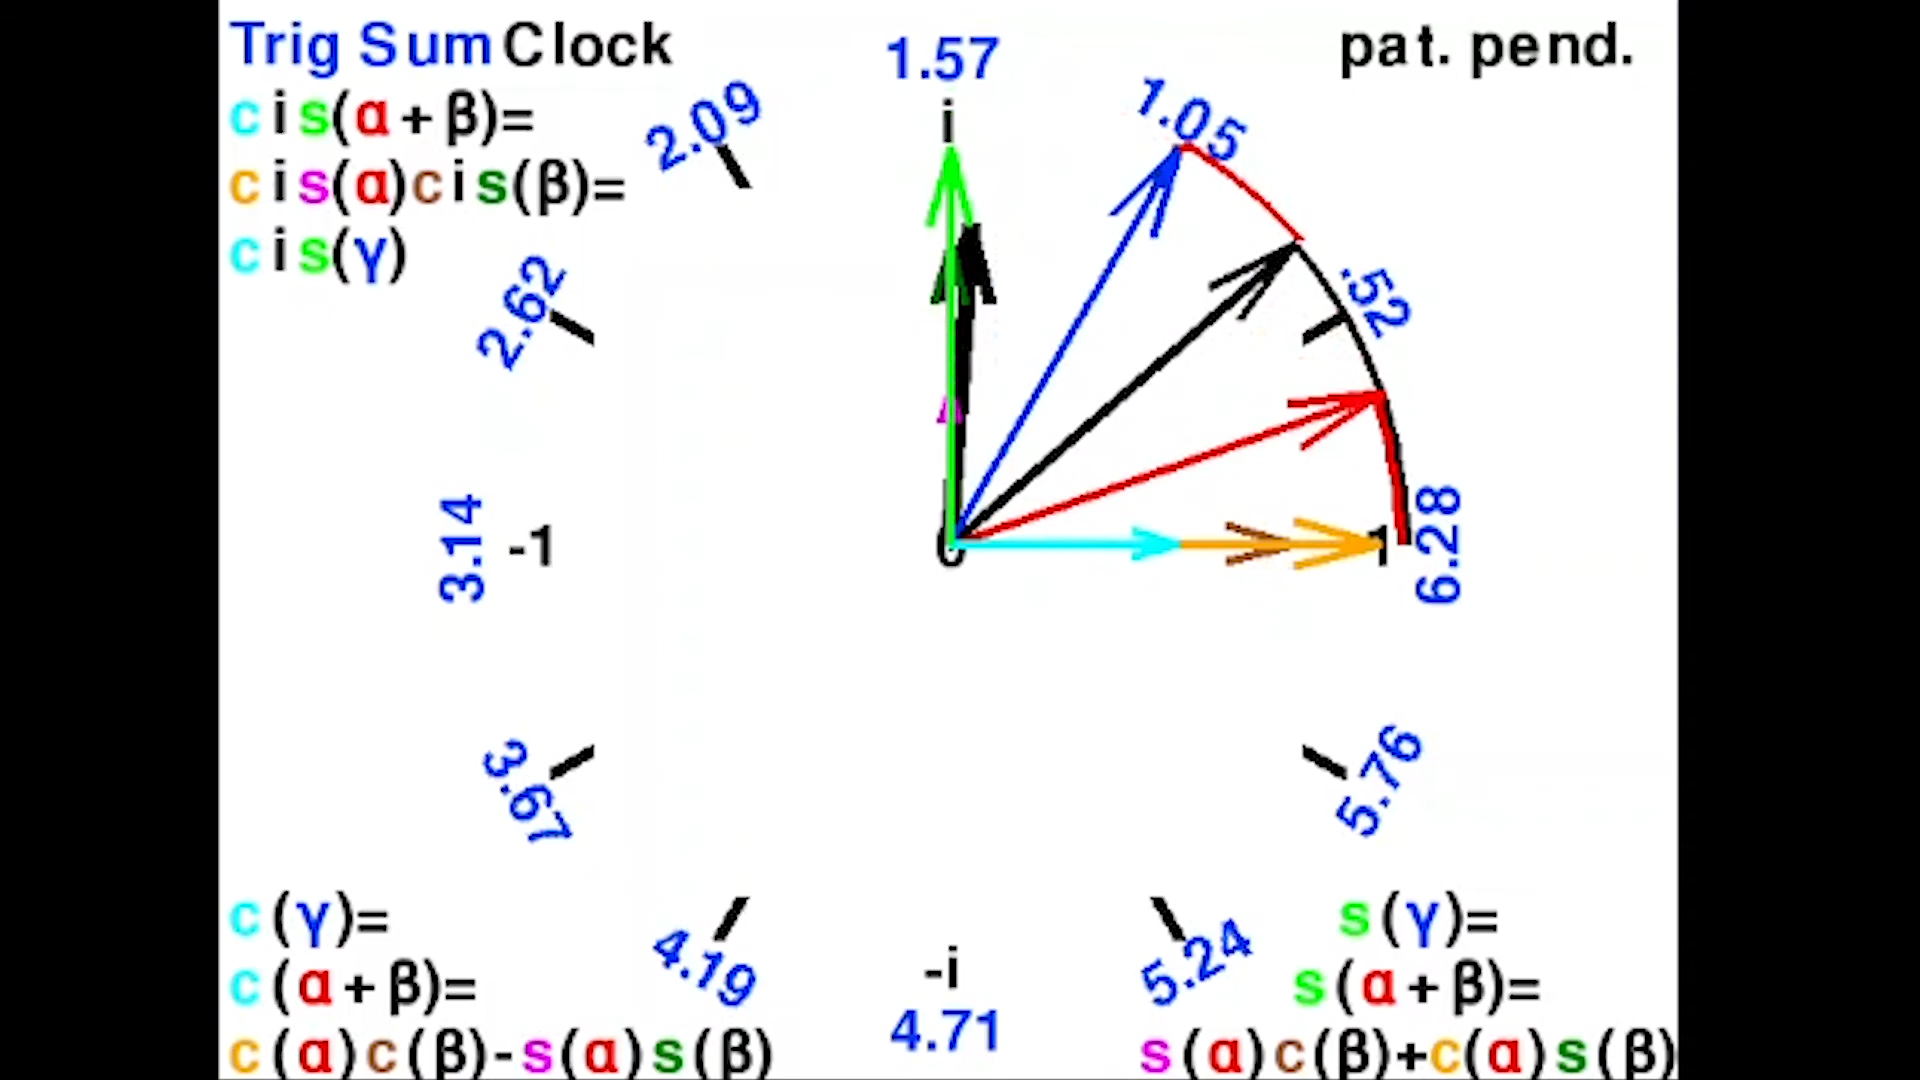 Trig Sum Clock
pat. pend.
cis(α+β)=
cis(α)cis(β)=
cis(γ)
1.57
i
1.05
.52
6.28
1
0
2.09
2.62
3.14
-1
3.67
4.19
-i
4.71
5.24
5.76
c(γ)=
c(α+β)=
c(α)c(β)-s(α)s(β)
s(γ)=
s(α+β)=
s(α)c(β)+c(α)s(β)